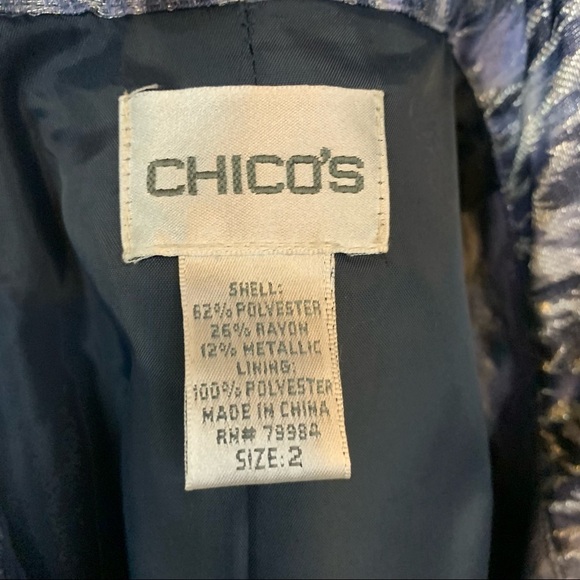 CHICO'S
SHELL:
62% POLYESTER
26% RAYON
12% METALLIC
LINING:
100% POLYESTER
MADE IN CHINA
RN# 79984
SIZE: 2